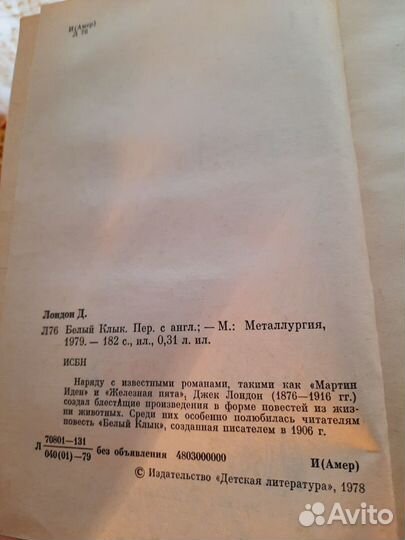 И(Амер)
Л 76
Лондон Д.
Л76 Белый Клык. Пер. с англ.; — М.: Металлургия,
1979. — 182 с., ил., 0,31 л. ил.
ИСБН
Наряду с известными романами, такими как «Мартин
Иден» и «Железная пята», Джек Лондон (1876—1916 гг.)
создал блестАщие произведения в форме повестей из жиз-
ни животных. Среди них особенно полюбилась читателям
повесть «Белый Клык», созданная писателем в 1906 г.
Л 70801—131
040(01)—79 без объявления 4803000000
И(Амер)
© Издательство «Детская литература», 1978
Avito